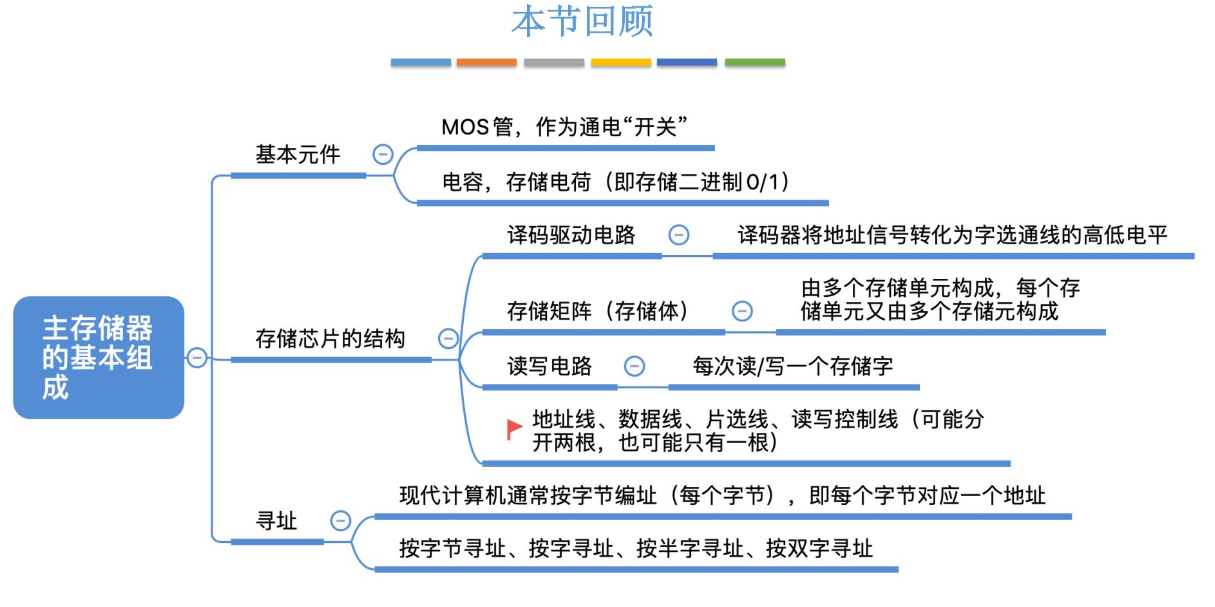 本节回顾
主存储器
的基本组
成
基本元件
MOS管，作为通电“开关”
电容，存储电荷（即存储二进制0/1）
存储芯片的结构
译码驱动电路
译码器将地址信号转化为字选通线的高低电平
存储矩阵（存储体）
由多个存储单元构成，每个存
储单元又由多个存储元构成
读写电路
每次读/写一个存储字
地址线、数据线、片选线、读写控制线（可能分
开两根，也可能只有一根）
寻址
现代计算机通常按字节编址（每个字节），即每个字节对应一个地址
按字节寻址、按字寻址、按半字寻址、按双字寻址